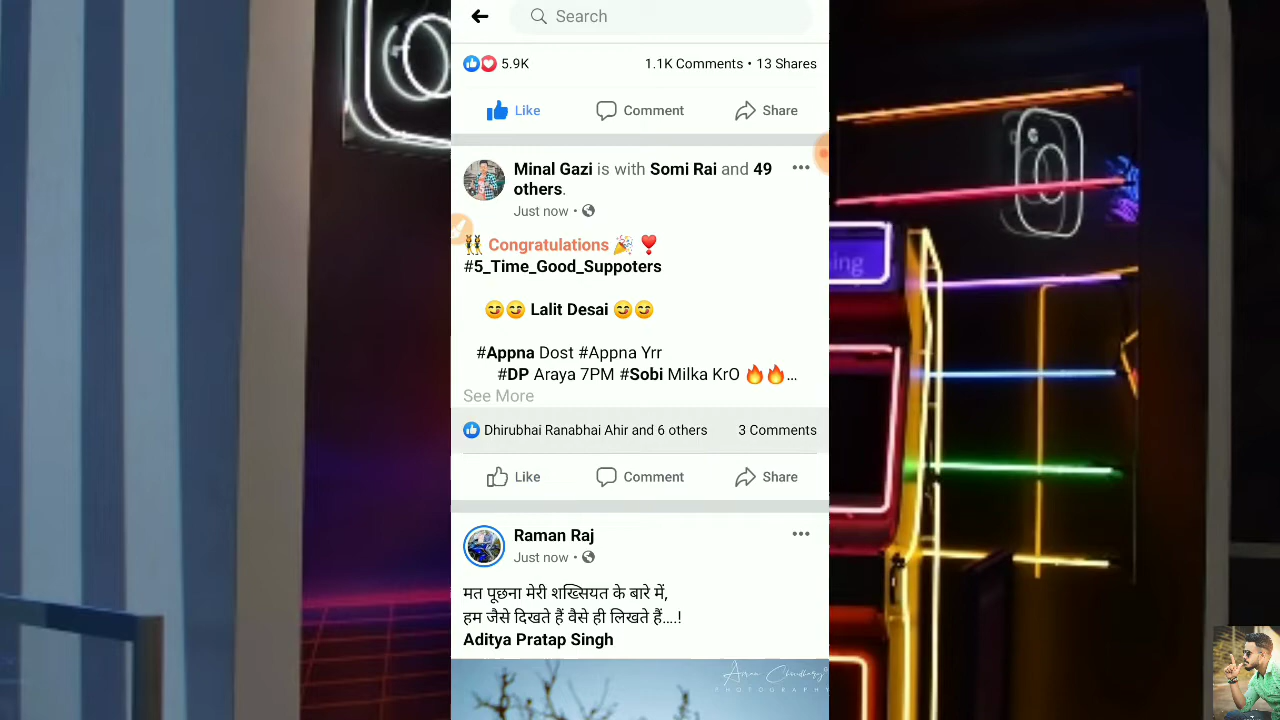 Search
5.9K
1.1K Comments • 13 Shares
Like
Comment
Share
Minal Gazi is with Somi Rai and 49
others.
Just now •
👯 Congratulations 🎉 ❣️
#5_Time_Good_Suppoters
😋😋 Lalit Desai 😋😋
#Appna Dost #Appna Yrr
#DP Araya 7PM #Sobi Milka KrO 🔥🔥...
See More
Dhirubhai Ranabhai Ahir and 6 others
3 Comments
Like
Comment
Share
Raman Raj
Just now •
मत पूछना मेरी शख्सियत के बारे में,
हम जैसे दिखते हैं वैसे ही लिखते हैं....!
Aditya Pratap Singh
PHOTOGRAPHY
ing